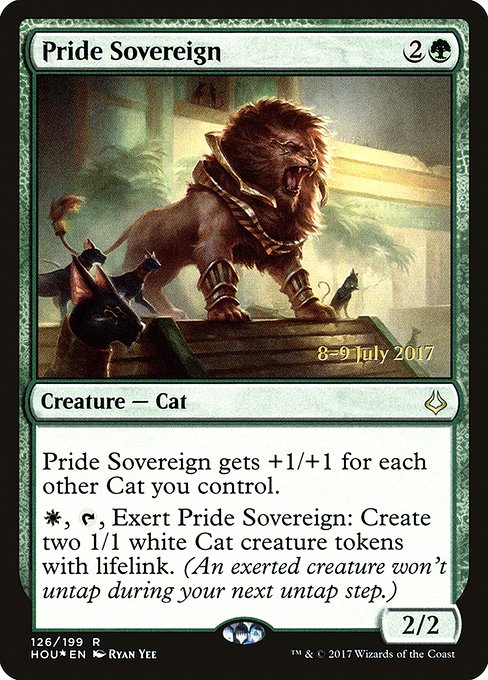 Pride Sovereign 2
8–9 July 2017
Creature — Cat
Pride Sovereign gets +1/+1 for each
other Cat you control.
, , Exert Pride Sovereign: Create
two 1/1 white Cat creature tokens
with lifelink. (An exerted creature won't
untap during your next untap step.)
2/2
126/199 R
HOU★EN Ryan Yee
™ & © 2017 Wizards of the Coast